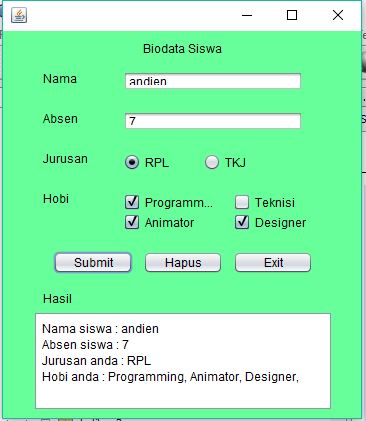 Biodata Siswa
Nama andien
Absen 7
Jurusan RPL TKJ
Hobi Programm... Teknisi
Animator Designer
Submit Hapus Exit
Hasil
Nama siswa : andien
Absen siswa : 7
Jurusan anda : RPL
Hobi anda : Programming, Animator, Designer,